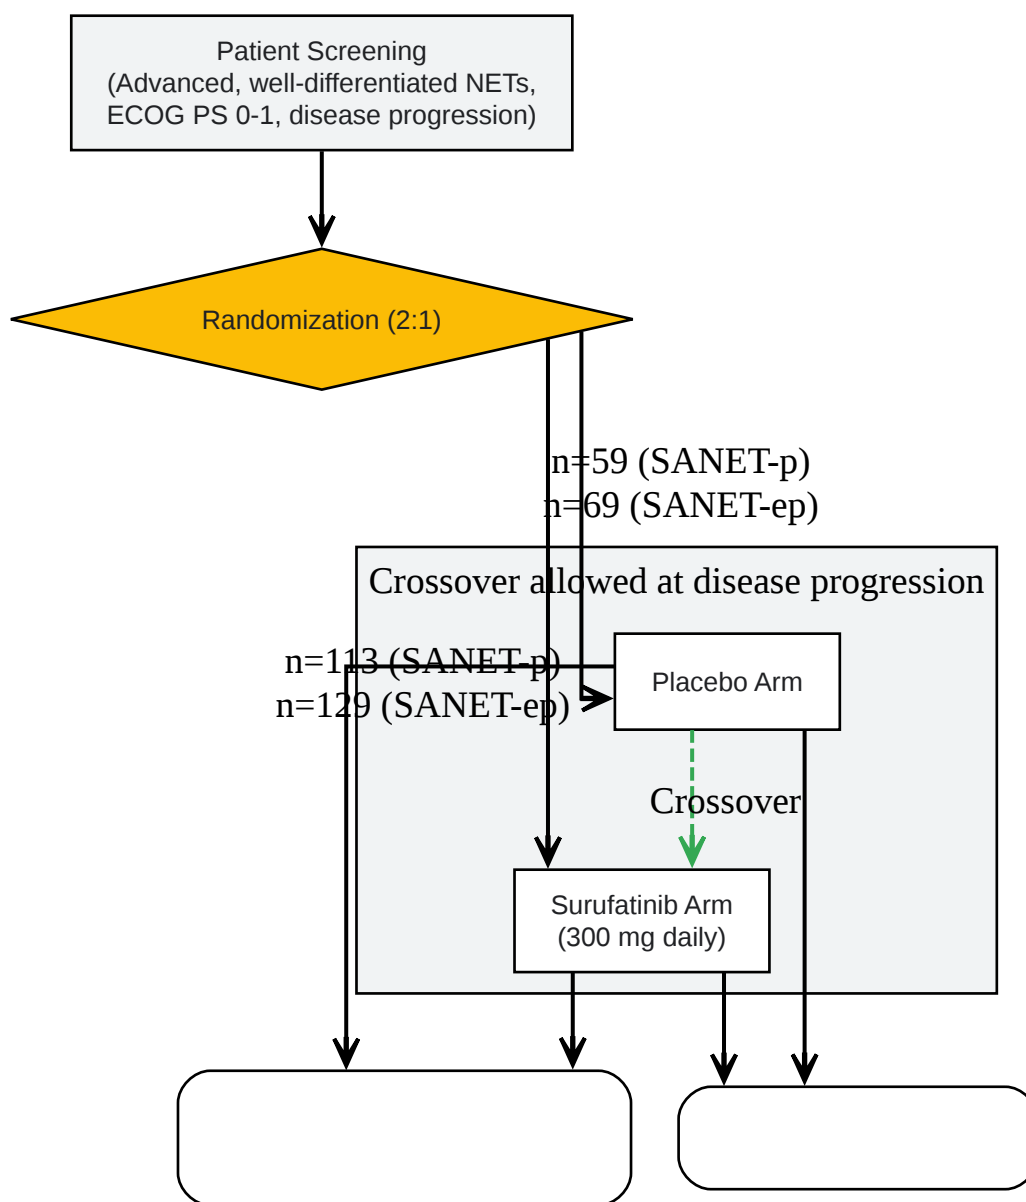 Patient Screening
(Advanced, well-differentiated NETs,
ECOG PS 0-1, disease progression)
Randomization (2:1)
n=59 (SANET-p)
n=69 (SANET-ep)
Crossover allowed at disease progression
n=113 (SANET-p)
n=129 (SANET-ep)
Placebo Arm
Crossover
Surufatinib Arm
(300 mg daily)